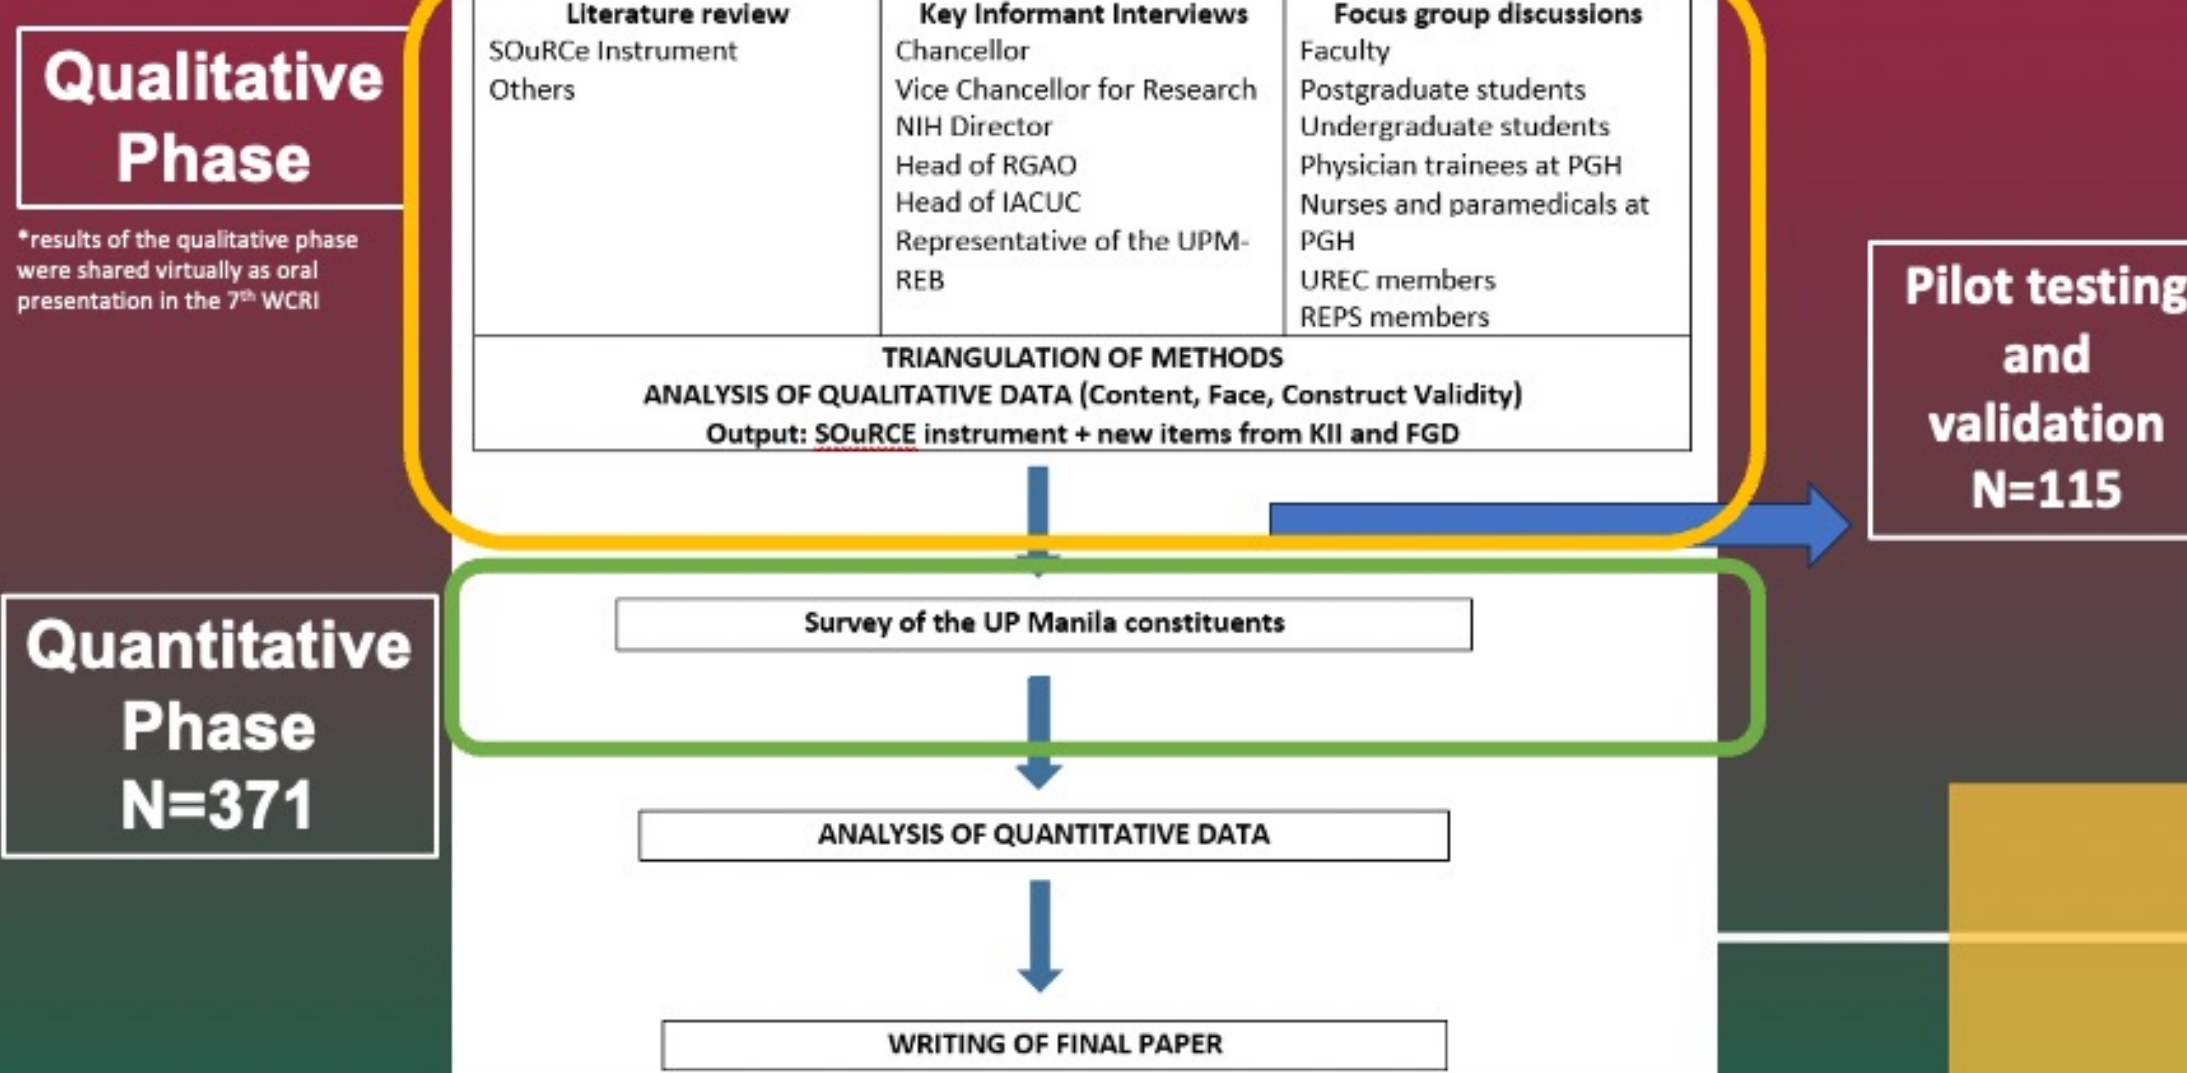 Qualitative
Phase
*results of the qualitative phase
were shared virtually as oral
presentation in the 7th WCRI
Literature review
SOuRCe Instrument
Others
Key Informant Interviews
Chancellor
Vice Chancellor for Research
NIH Director
Head of RGAO
Head of IACUC
Representative of the UPM-
REB
Focus group discussions
Faculty
Postgraduate students
Undergraduate students
Physician trainees at PGH
Nurses and paramedicals at
PGH
UREC members
REPS members
TRIANGULATION OF METHODS
ANALYSIS OF QUALITATIVE DATA (Content, Face, Construct Validity)
Output: SOuRCE instrument + new items from KII and FGD
Pilot testing
and
validation
N=115
Quantitative
Phase
N=371
Survey of the UP Manila constituents
ANALYSIS OF QUANTITATIVE DATA
WRITING OF FINAL PAPER